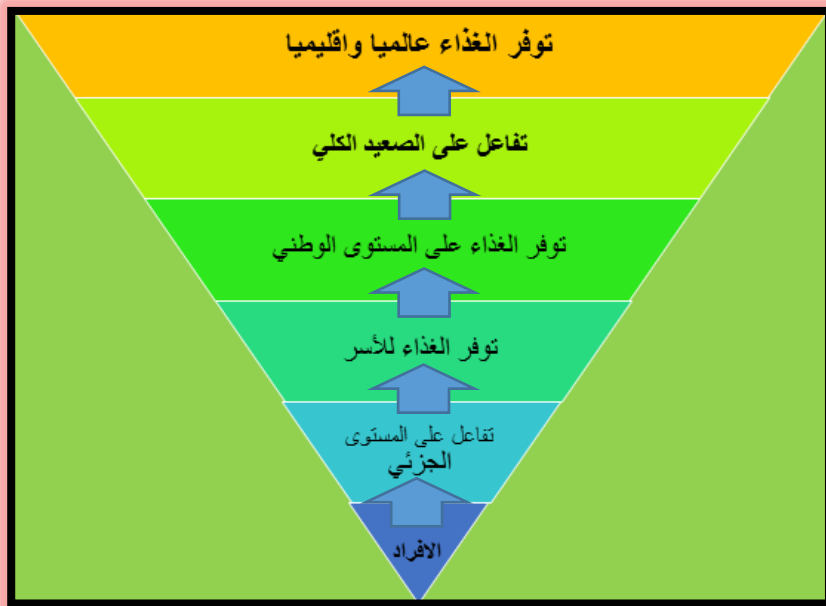 توفر الغذاء عالميا واقليميا
تفاعل على الصعيد الكلي
توفر الغذاء على المستوى الوطني
توفر الغذاء للأسر
تفاعل على المستوى
الجزئي
الافراد